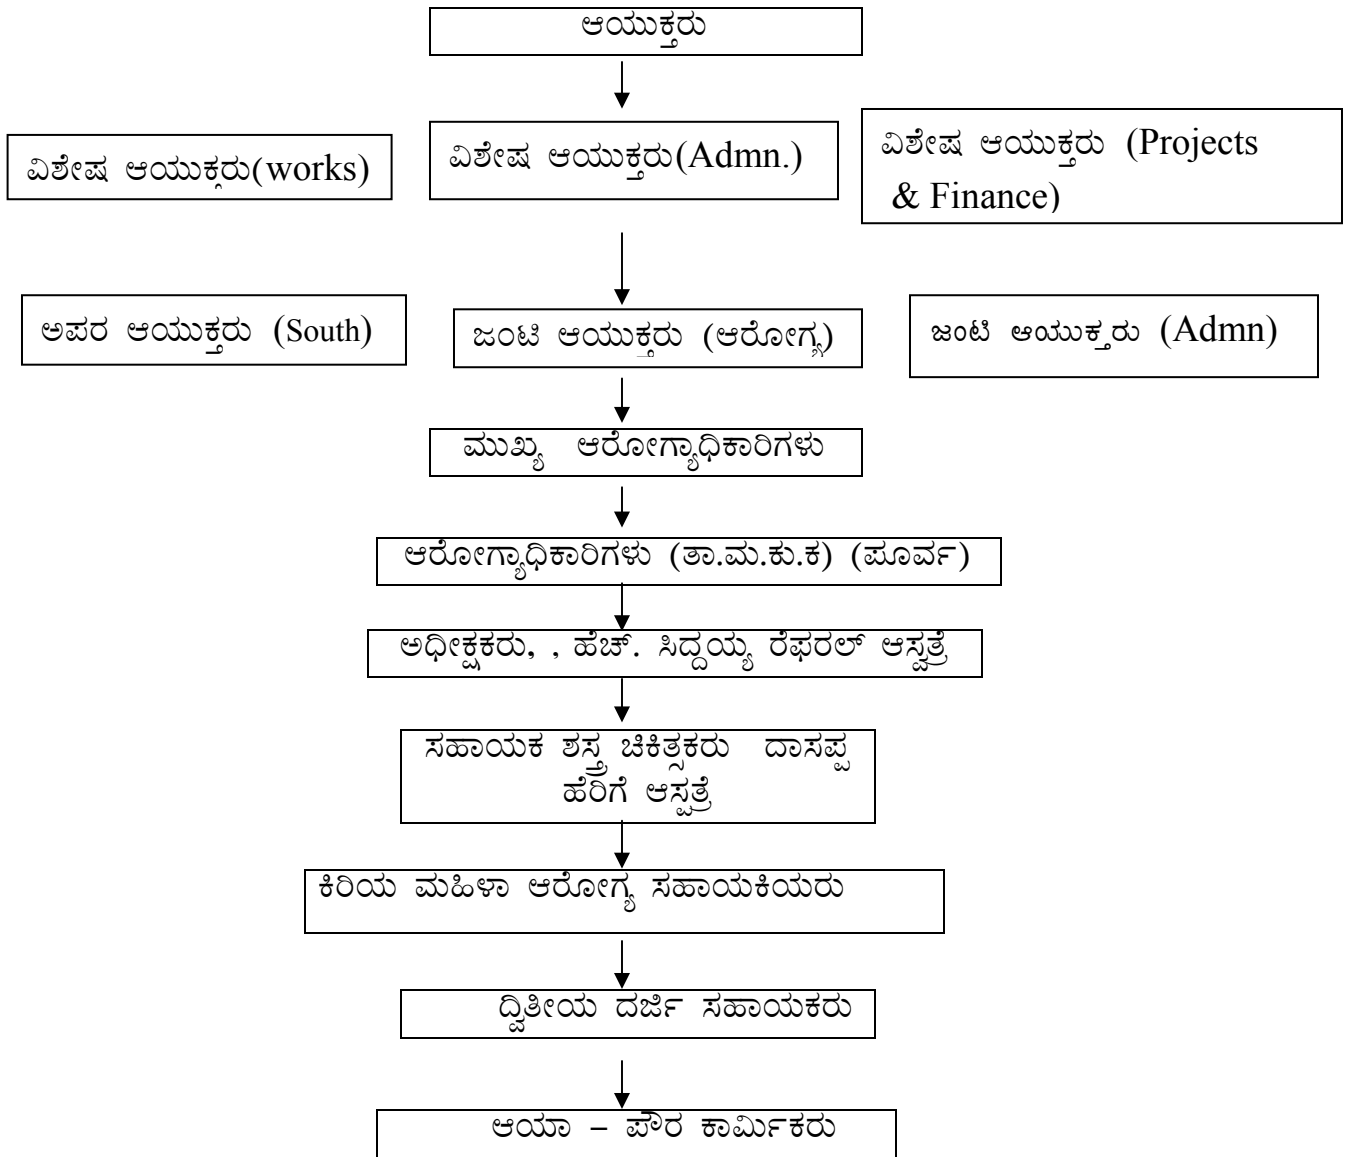 ಆಯುಕ್ತರು
ವಿಶೇಷ ಆಯುಕ್ತರು(works)
ವಿಶೇಷ ಆಯುಕ್ತರು(Admn.)
ವಿಶೇಷ ಆಯುಕ್ತರು (Projects
& Finance)
ಅಪರ ಆಯುಕ್ತರು (South)
ಜಂಟಿ ಆಯುಕ್ತರು (ಆರೋಗ್ಯ)
ಜಂಟಿ ಆಯುಕ್ತರು (Admn)
ಮುಖ್ಯ ಆರೋಗ್ಯಾಧಿಕಾರಿಗಳು
ಆರೋಗ್ಯಾಧಿಕಾರಿಗಳು (ತಾ.ಮ.ಕು.ಕ) (ಪೂರ್ವ)
ಅಧೀಕ್ಷಕರು, , ಹೆಚ್. ಸಿದ್ದಯ್ಯ ರೆಫರಲ್ ಆಸ್ಪತ್ರೆ
ಸಹಾಯಕ ಶಸ್ತ್ರ ಚಿಕಿತ್ಸಕರು ದಾಸಪ್ಪ
ಹೆರಿಗೆ ಆಸ್ಪತ್ರೆ
ಕಿರಿಯ ಮಹಿಳಾ ಆರೋಗ್ಯ ಸಹಾಯಕಿಯರು
ದ್ವಿತೀಯ ದರ್ಜಿ ಸಹಾಯಕರು
ಆಯಾ – ಪೌರ ಕಾರ್ಮಿಕರು